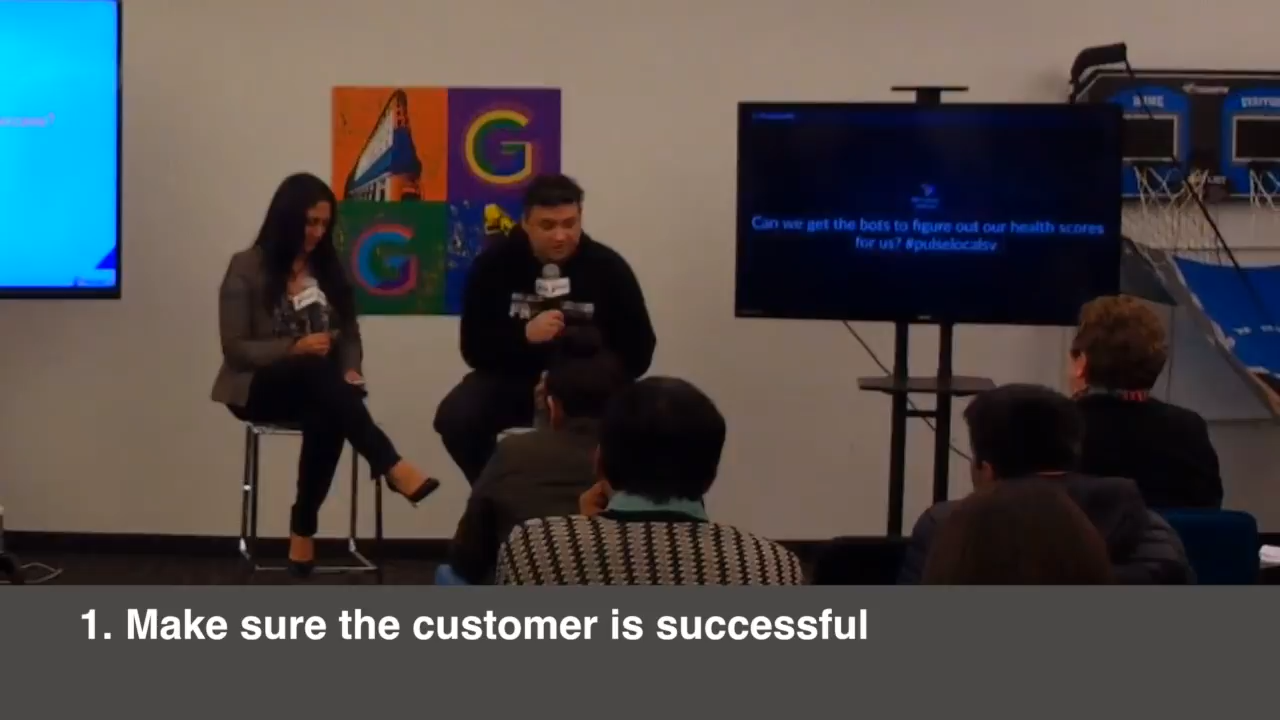 G
G
HOME
Can we get the bots to figure out our health scores
for us? #pulselocalsv
1. Make sure the customer is successful